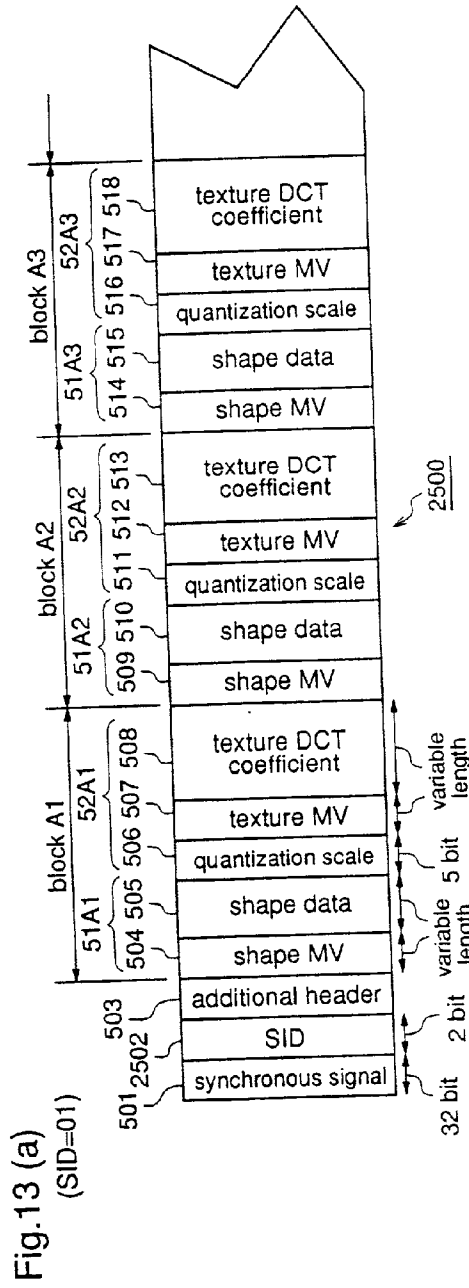 Fig.13 (a)
(SID=01)
block A1
block A2
block A3
51A1
52A1
51A2
52A2
51A3
52A3
501
2502
503
504
505
506
507
508
509
510
511
512
513
514
515
516
517
518
synchronous signal
SID
additional header
shape MV
shape data
quantization scale
texture MV
texture DCT
coefficient
shape MV
shape data
quantization scale
texture MV
texture DCT
coefficient
shape MV
shape data
quantization scale
texture MV
texture DCT
coefficient
32 bit
2 bit
variable
length
5 bit
variable
length
2500